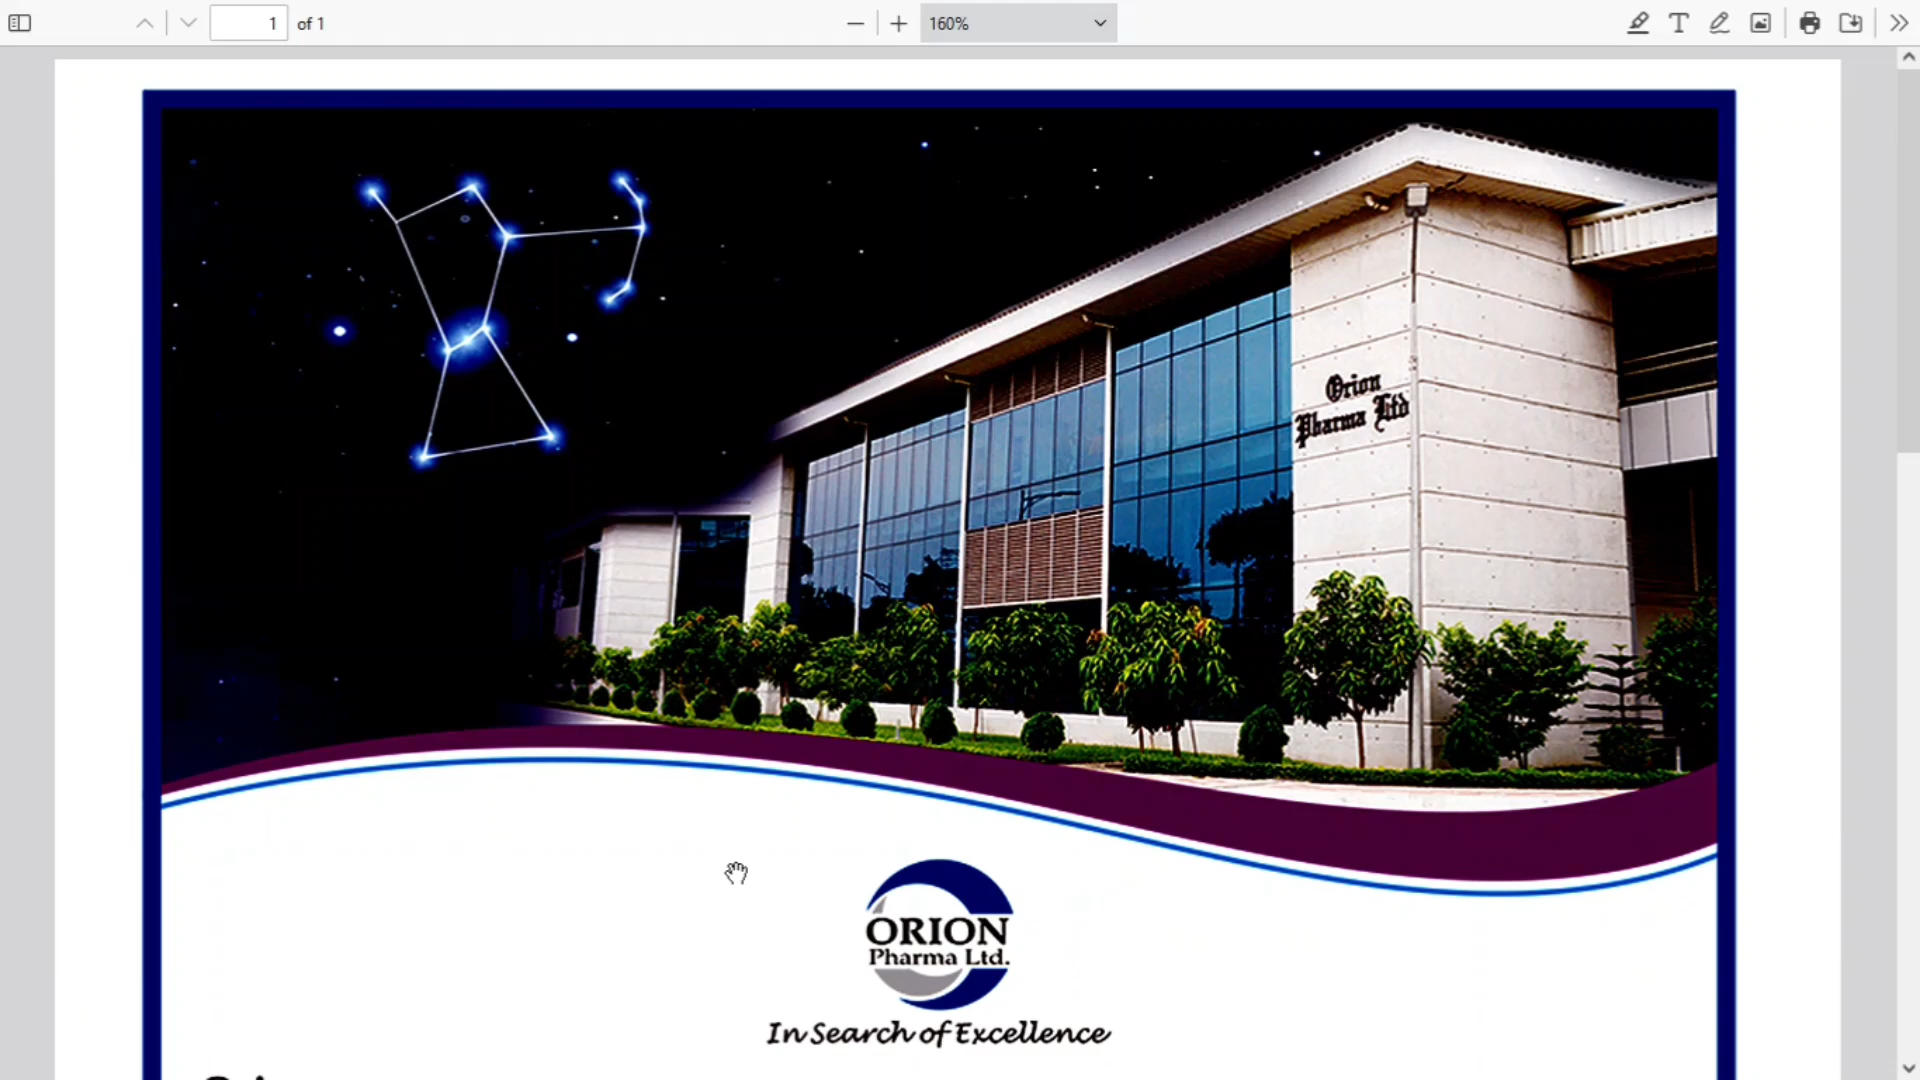 1 of 1
160%
Orion
Pharma Ltd
ORION
Pharma Ltd.
In Search of Excellence